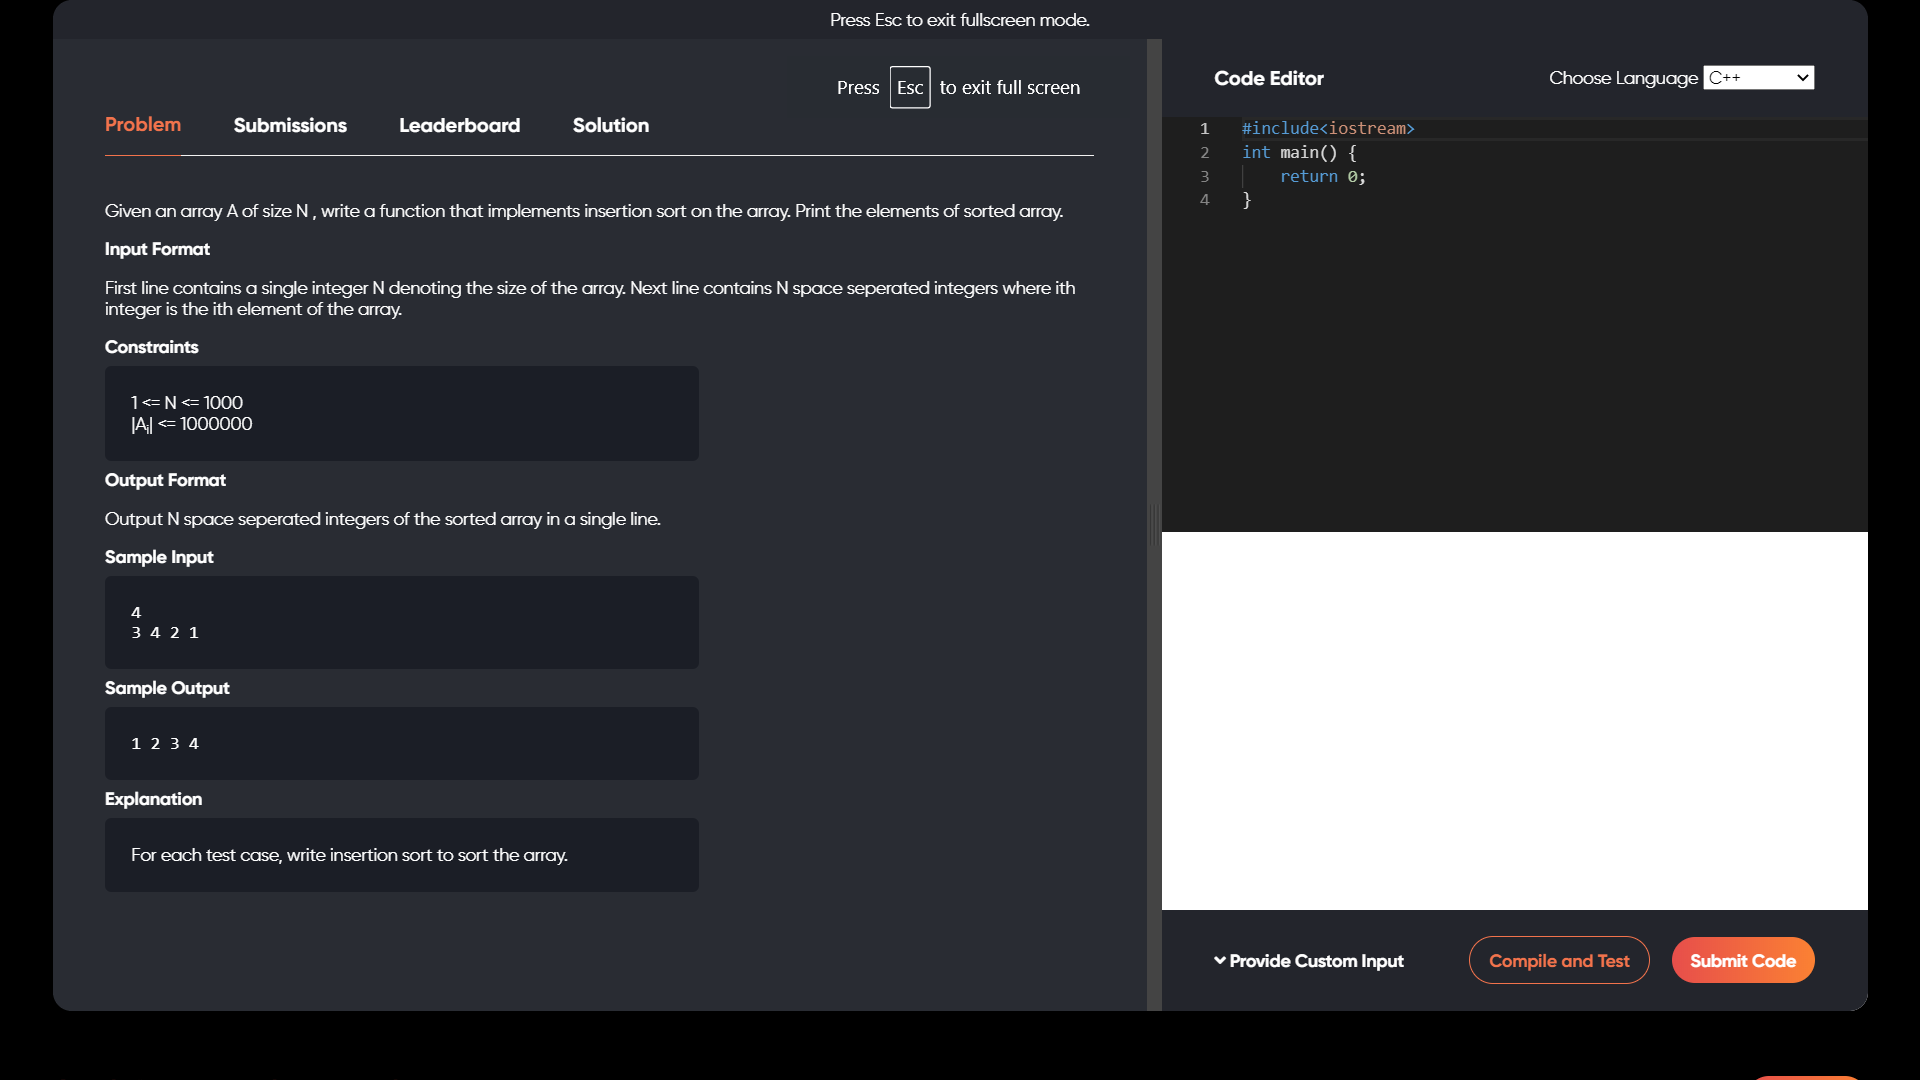 Press Esc to exit fullscreen mode.
Press Esc to exit full screen
Problem Submissions Leaderboard Solution
Given an array A of size N , write a function that implements insertion sort on the array. Print the elements of sorted array.
Input Format
First line contains a single integer N denoting the size of the array. Next line contains N space seperated integers where ith
integer is the ith element of the array.
Constraints
1 <= N <= 1000
|Ai| <= 1000000
Output Format
Output N space seperated integers of the sorted array in a single line.
Sample Input
4
3 4 2 1
Sample Output
1 2 3 4
Explanation
For each test case, write insertion sort to sort the array.
Code Editor
Choose Language C++
1 #include<iostream>
2 int main() {
3     return 0;
4 }
Provide Custom Input
Compile and Test
Submit Code